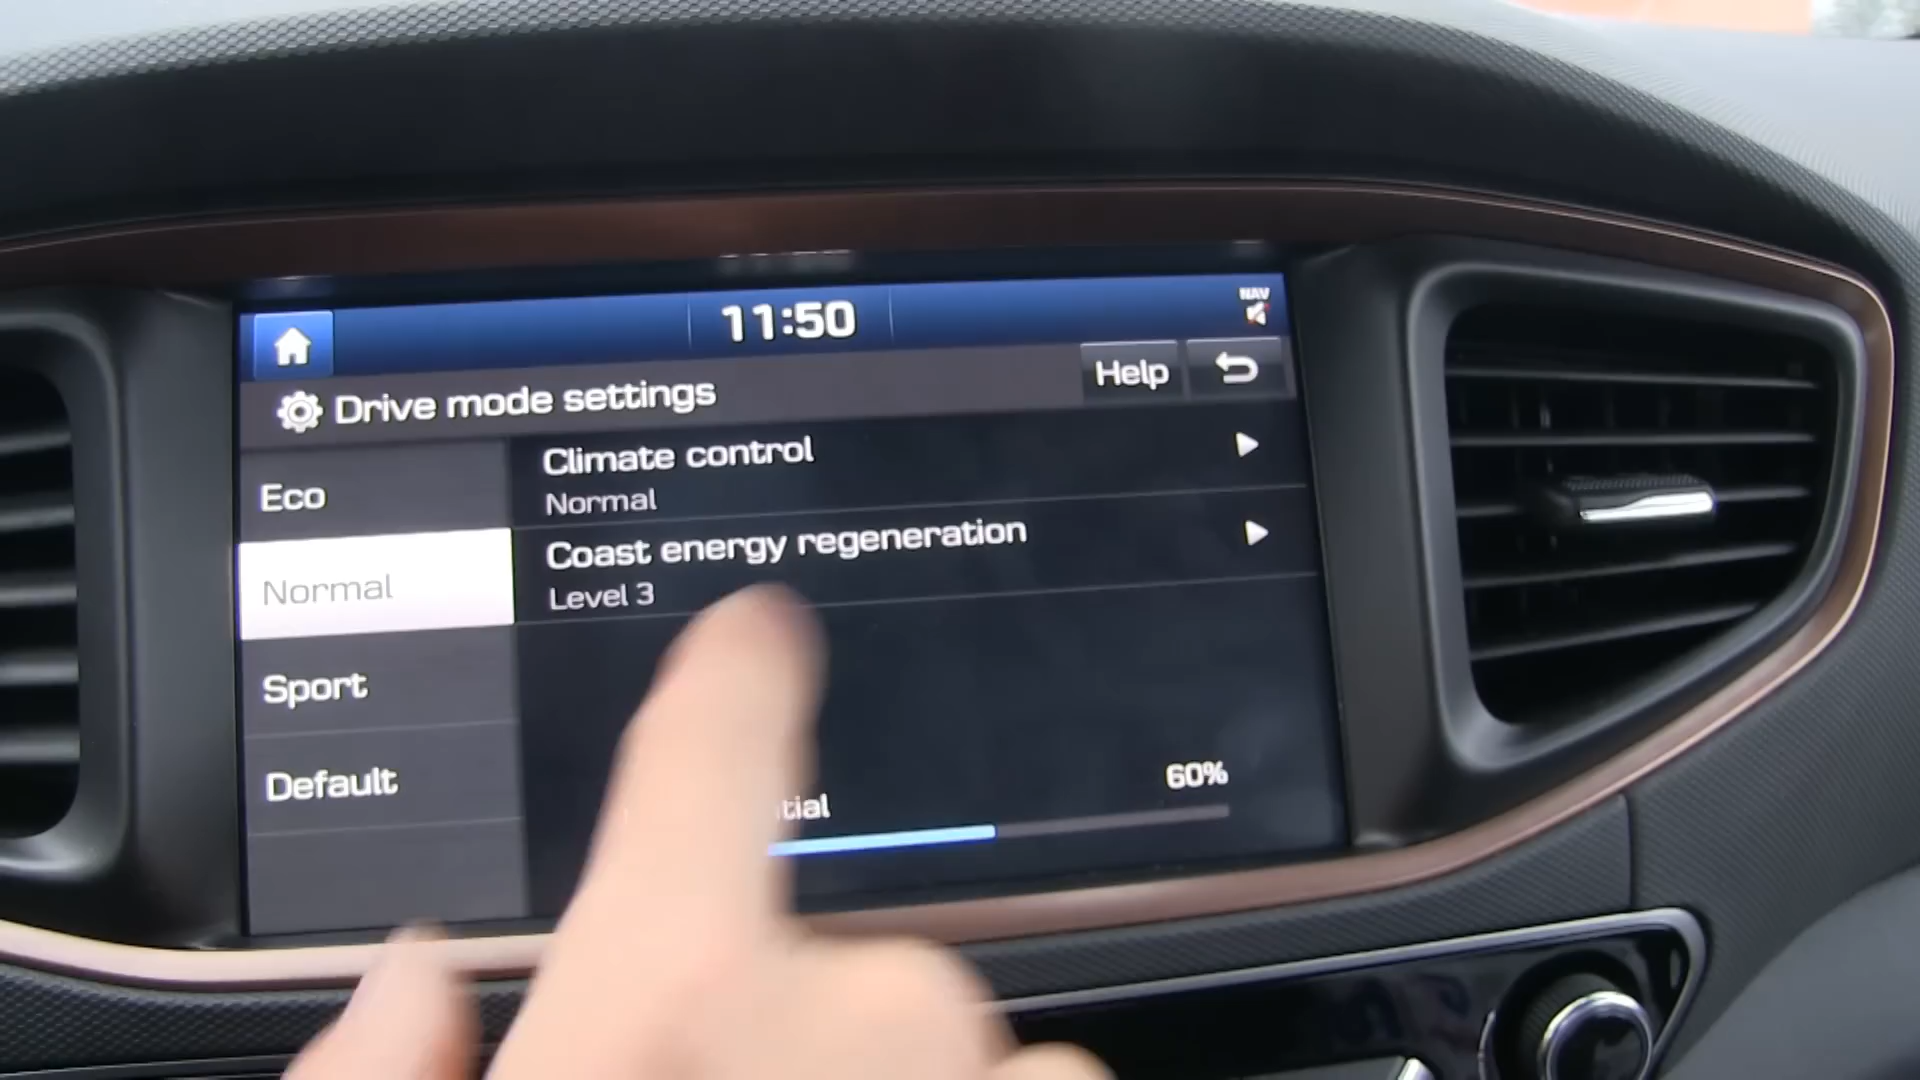 11:50
NAV
Drive mode settings
Help
Eco
Normal
Sport
Default
Climate control
Normal
Coast energy regeneration
Level 3
60%